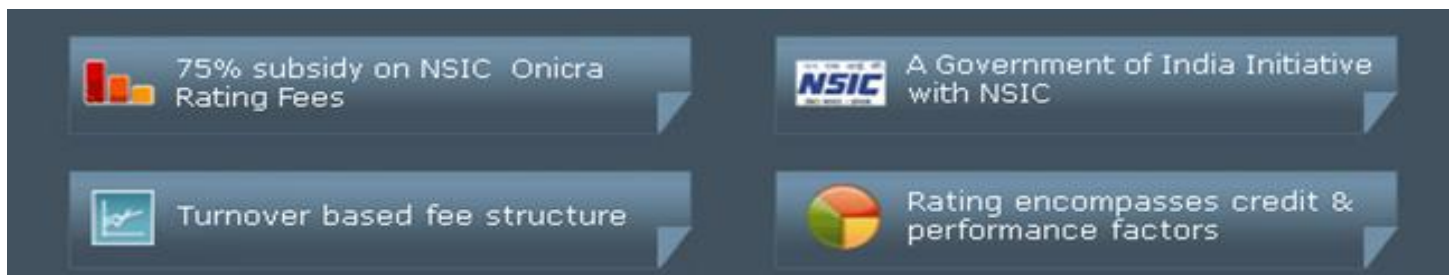 75% subsidy on NSIC Onicra
Rating Fees
NSIC
A Government of India Initiative
with NSIC
Turnover based fee structure
Rating encompasses credit &
performance factors